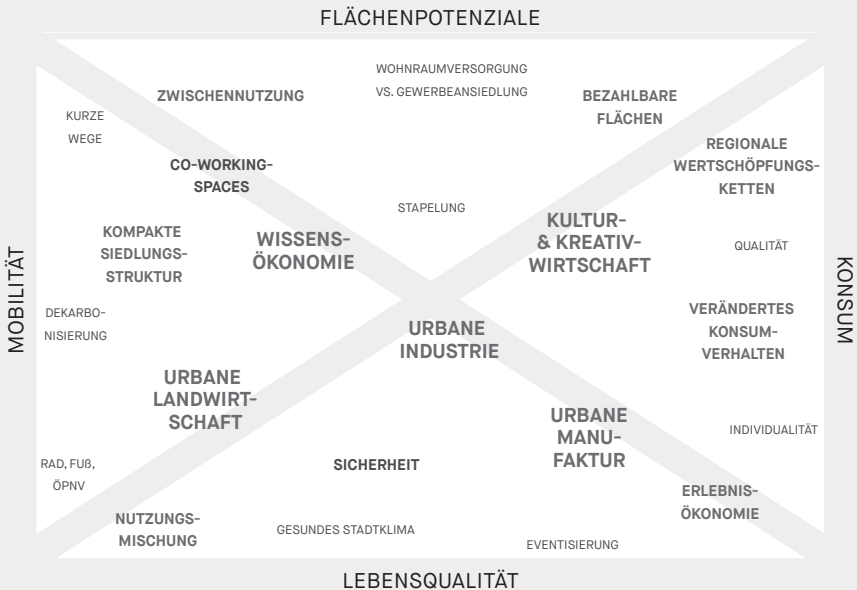 FLÄCHENPOTENZIALE
WOHNRAUMVERSORGUNG
VS. GEWERBEANSIEDLUNG
ZWISCHENNUTZUNG
BEZAHLBARE
FLÄCHEN
KURZE
WEGE
REGIONALE
WERTSCHÖPFUNGS-
KETTEN
CO-WORKING-
SPACES
STAPELUNG
KOMPAKTE
SIEDLUNGS-
STRUKTUR
WISSENS-
ÖKONOMIE
KULTUR-
& KREATIV-
WIRTSCHAFT
QUALITÄT
MOBILITÄT
KONSUM
DEKARBO-
NISIERUNG
URBANE
INDUSTRIE
VERÄNDERTES
KONSUM-
VERHALTEN
URBANE
LANDWIRT-
SCHAFT
URBANE
MANU-
FAKTUR
INDIVIDUALITÄT
RAD, FUß,
ÖPNV
SICHERHEIT
ERLEBNIS-
ÖKONOMIE
NUTZUNGS-
MISCHUNG
GESUNDES STADTKLIMA
EVENTISIERUNG
LEBENSQUALITÄT